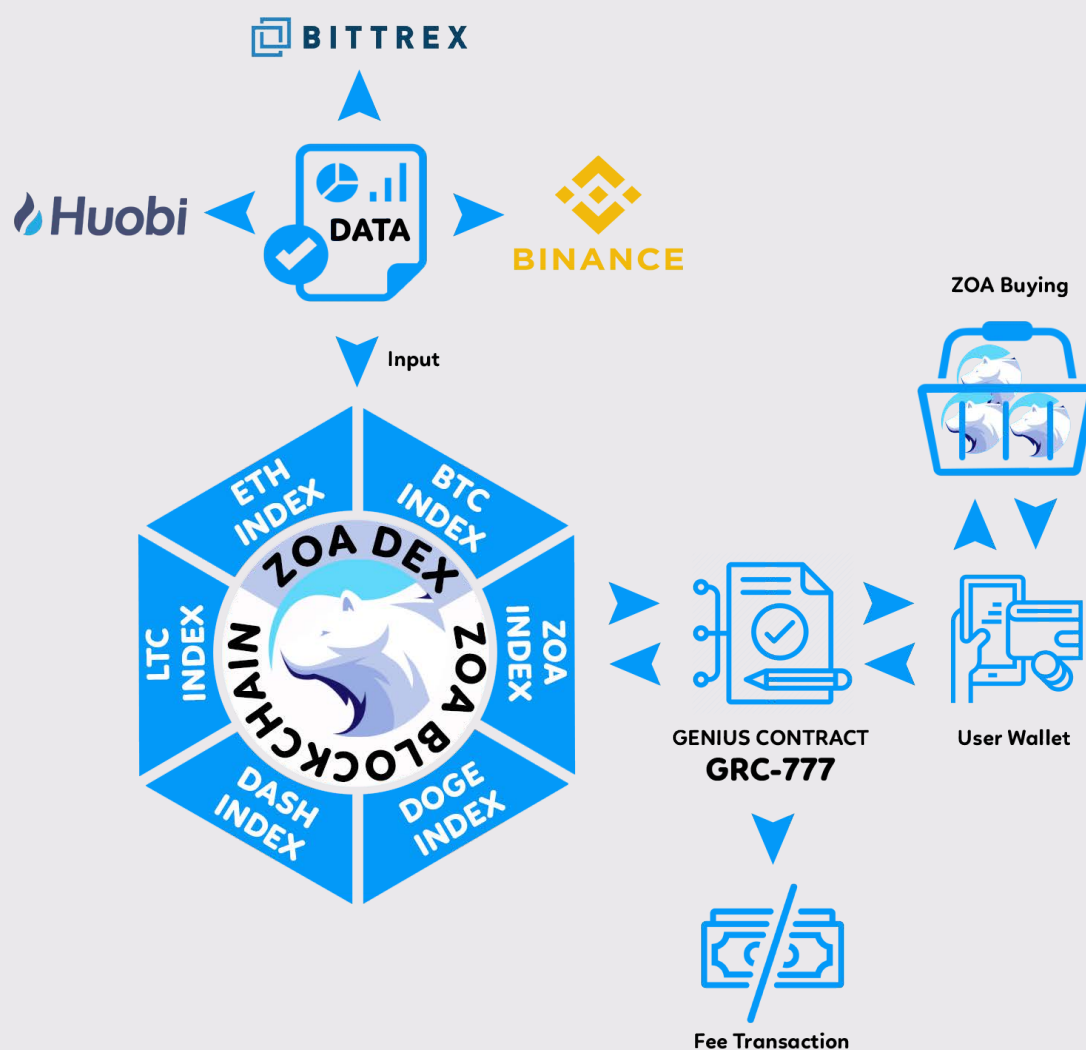 BITTREX
Huobi
DATA
BINANCE
Input
ZOA Buying
ETH
INDEX
BTC
INDEX
LTC
INDEX
ZOA
INDEX
DASH
INDEX
DOGE
INDEX
ZOA DEX
ZOA BLOCKCHAIN
GENIUS CONTRACT
GRC-777
User Wallet
Fee Transaction